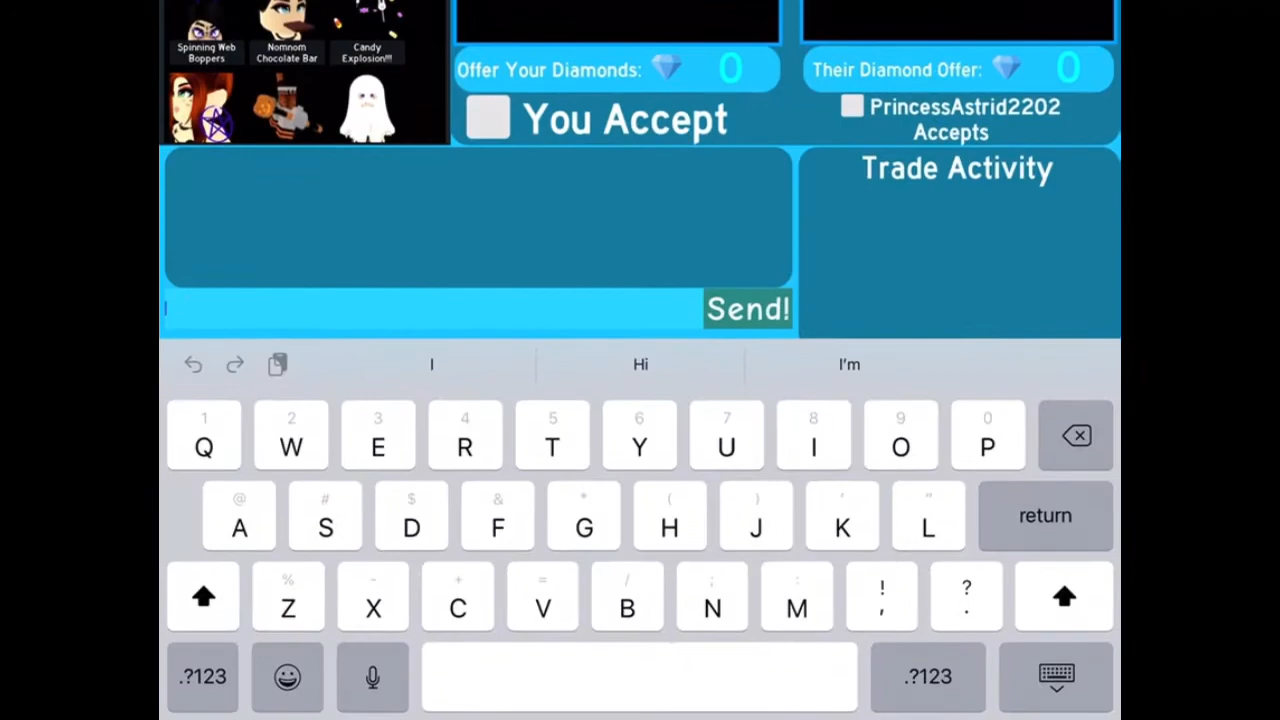 Spinning Web
Boppers
Nomnom
Chocolate Bar
Candy
Explosion!!!
Offer Your Diamonds: 0
Their Diamond Offer: 0
You Accept
PrincessAstrid2202
Accepts
Trade Activity
Send!
I Hi I'm
1 2 3 4 5 6 7 8 9 0
Q W E R T Y U I O P
@ # $ & * ( ) ' "
A S D F G H J K L return
% - + = / ; : ! ?
Z X C V B N M , .
.?123 .?123